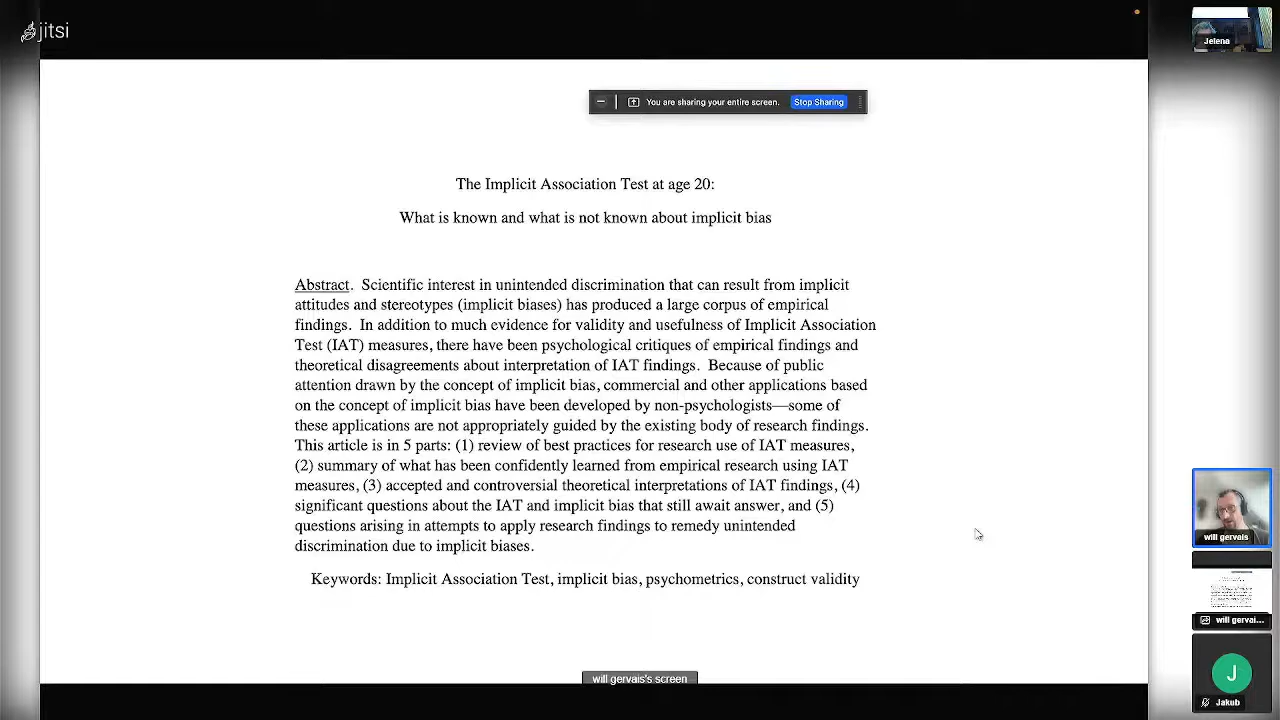 jitsi
Jelena
You are sharing your entire screen.
Stop Sharing
The Implicit Association Test at age 20:
What is known and what is not known about implicit bias
Abstract. Scientific interest in unintended discrimination that can result from implicit
attitudes and stereotypes (implicit biases) has produced a large corpus of empirical
findings. In addition to much evidence for validity and usefulness of Implicit Association
Test (IAT) measures, there have been psychological critiques of empirical findings and
theoretical disagreements about interpretation of IAT findings. Because of public
attention drawn by the concept of implicit bias, commercial and other applications based
on the concept of implicit bias have been developed by non-psychologists—some of
these applications are not appropriately guided by the existing body of research findings.
This article is in 5 parts: (1) review of best practices for research use of IAT measures,
(2) summary of what has been confidently learned from empirical research using IAT
measures, (3) accepted and controversial theoretical interpretations of IAT findings, (4)
significant questions about the IAT and implicit bias that still await answer, and (5)
questions arising in attempts to apply research findings to remedy unintended
discrimination due to implicit biases.
Keywords: Implicit Association Test, implicit bias, psychometrics, construct validity
will gervais's screen
will gervais
will gervai...
J
Jakub